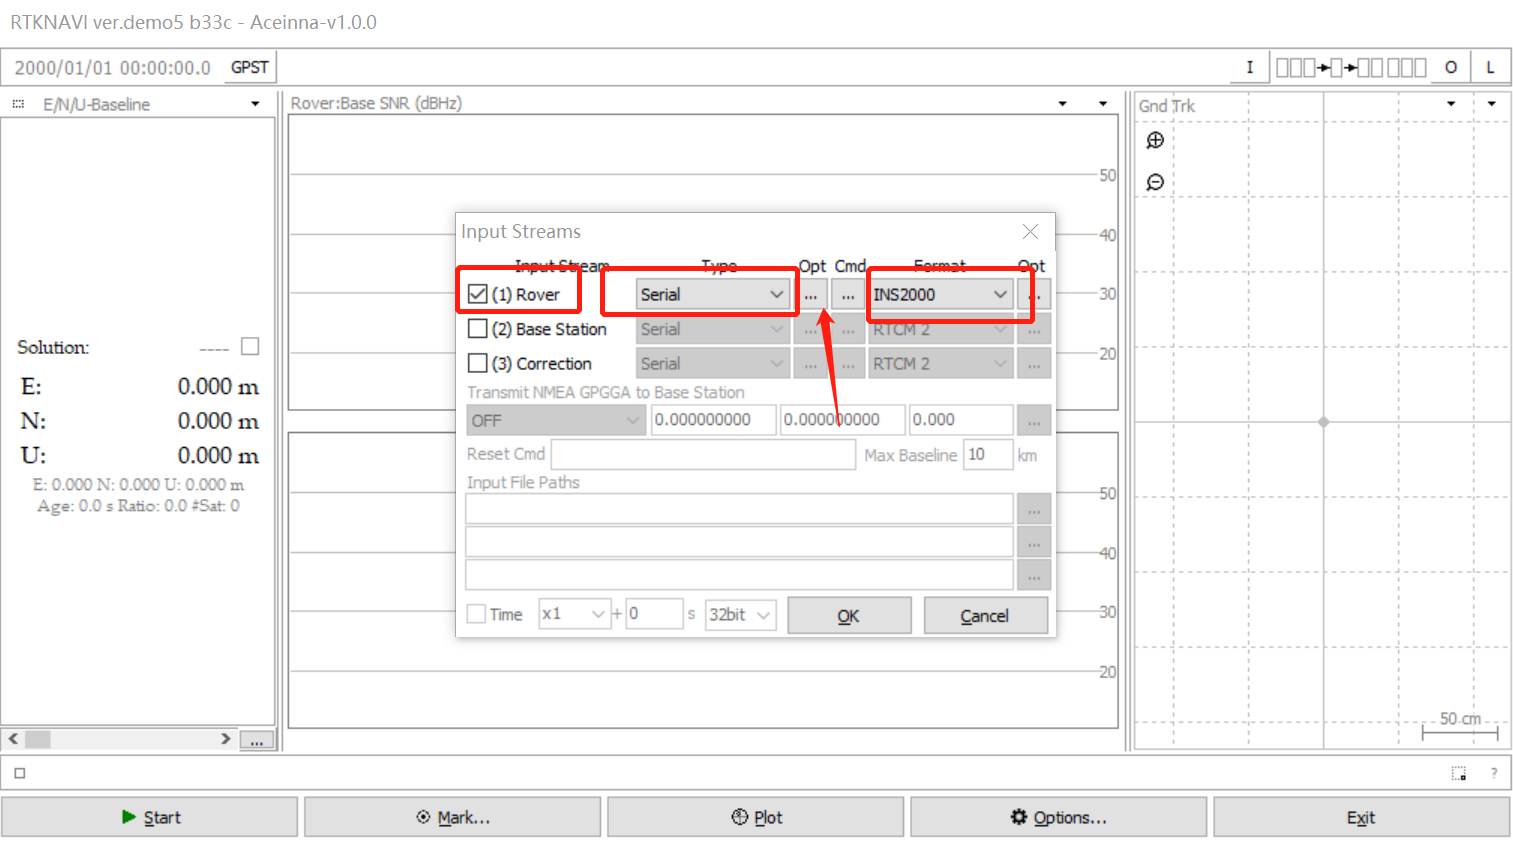 RTKNAVI ver.demo5 b33c - Aceinna-v1.0.0
2000/01/01 00:00:00.0 GPST I O L
E/N/U-Baseline
Rover:Base SNR (dBHz)
Gnd Trk
50
40
30
20
Solution: ----
E: 0.000 m
N: 0.000 m
U: 0.000 m
E: 0.000 N: 0.000 U: 0.000 m
Age: 0.0 s Ratio: 0.0 #Sat: 0
...
Input Streams
Input Stream Type Opt Cmd Format Opt
(1) Rover Serial ... ... INS2000 ...
(2) Base Station Serial ... ... RTCM 2 ...
(3) Correction Serial ... ... RTCM 2 ...
Transmit NMEA GPGGA to Base Station
OFF 0.000000000 0.000000000 0.000 ...
Reset Cmd Max Baseline 10 km
Input File Paths
...
...
...
Time x1 + 0 s 32bit OK Cancel
50
40
30
20
50 cm
?
Start Mark... Plot Options... Exit